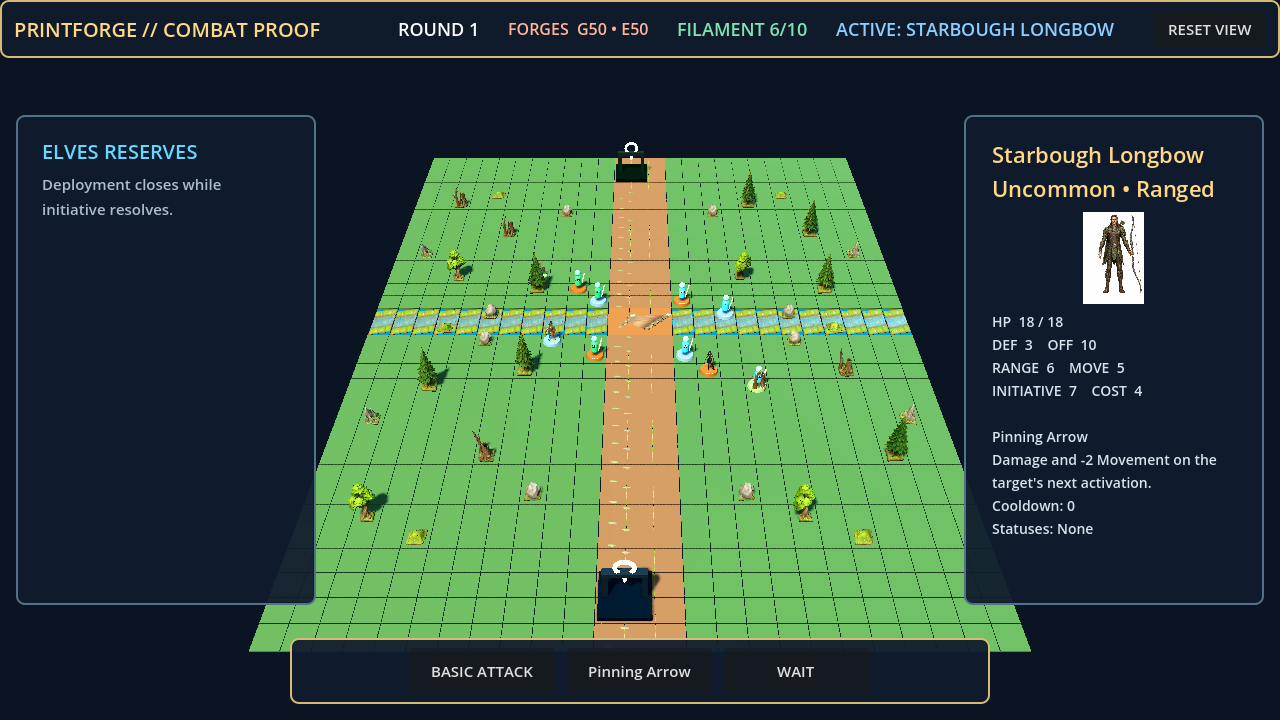 PRINTFORGE // COMBAT PROOF
ROUND 1
FORGES G50 • E50
FILAMENT 6/10
ACTIVE: STARBOUGH LONGBOW
RESET VIEW
ELVES RESERVES
Deployment closes while
initiative resolves.
Starbough Longbow
Uncommon • Ranged
HP 18 / 18
DEF 3 OFF 10
RANGE 6 MOVE 5
INITIATIVE 7 COST 4
Pinning Arrow
Damage and -2 Movement on the
target's next activation.
Cooldown: 0
Statuses: None
BASIC ATTACK
Pinning Arrow
WAIT